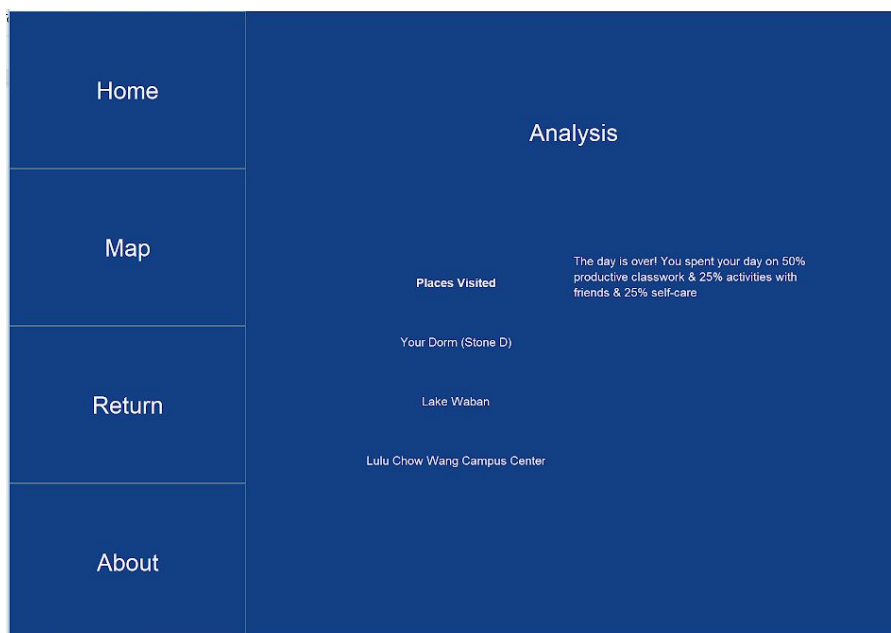 Home
Map
Return
About
Analysis
Places Visited
Your Dorm (Stone D)
Lake Waban
Lulu Chow Wang Campus Center
The day is over! You spent your day on 50%
productive classwork & 25% activities with
friends & 25% self-care